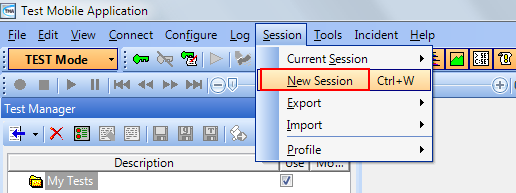 Test Mobile Application
File Edit View Connect Configure Log Session Tools Incident Help
TEST Mode
Current Session
New Session Ctrl+W
Export
Import
Profile
Test Manager
Description Use Mo...
My Tests